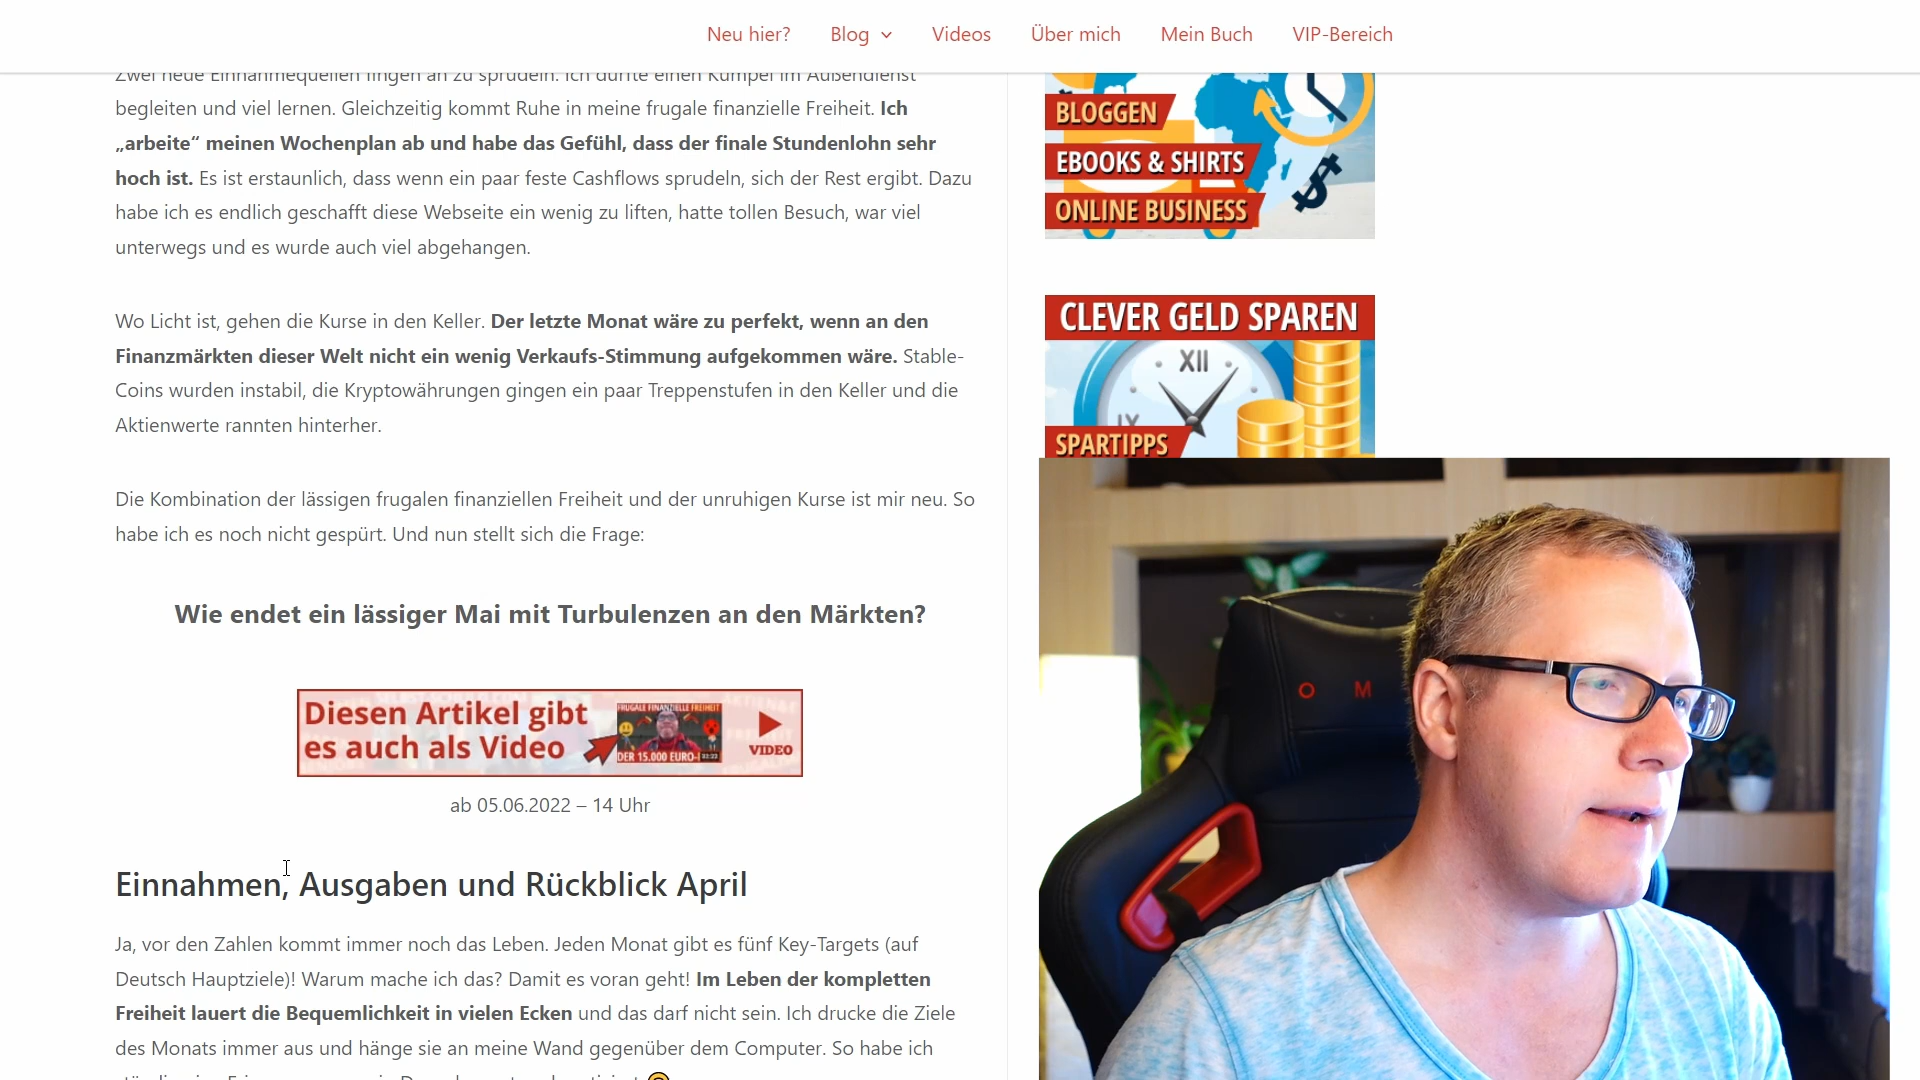 Neu hier?
Blog
Videos
Über mich
Mein Buch
VIP-Bereich
Zwei neue Einnahmequellen fingen an zu sprudeln. Ich durfte einen Kumpel im Außendienst
begleiten und viel lernen. Gleichzeitig kommt Ruhe in meine frugale finanzielle Freiheit. Ich
„arbeite“ meinen Wochenplan ab und habe das Gefühl, dass der finale Stundenlohn sehr
hoch ist. Es ist erstaunlich, dass wenn ein paar feste Cashflows sprudeln, sich der Rest ergibt. Dazu
habe ich es endlich geschafft diese Webseite ein wenig zu liften, hatte tollen Besuch, war viel
unterwegs und es wurde auch viel abgehangen.
Wo Licht ist, gehen die Kurse in den Keller. Der letzte Monat wäre zu perfekt, wenn an den
Finanzmärkten dieser Welt nicht ein wenig Verkaufs-Stimmung aufgekommen wäre. Stable-
Coins wurden instabil, die Kryptowährungen gingen ein paar Treppenstufen in den Keller und die
Aktienwerte rannten hinterher.
Die Kombination der lässigen frugalen finanziellen Freiheit und der unruhigen Kurse ist mir neu. So
habe ich es noch nicht gespürt. Und nun stellt sich die Frage:
Wie endet ein lässiger Mai mit Turbulenzen an den Märkten?
Diesen Artikel gibt
es auch als Video
FRUGALE FINANZIELLE FREIHEIT
DER 15.000 EURO-
VIDEO
ab 05.06.2022 – 14 Uhr
Einnahmen, Ausgaben und Rückblick April
Ja, vor den Zahlen kommt immer noch das Leben. Jeden Monat gibt es fünf Key-Targets (auf
Deutsch Hauptziele)! Warum mache ich das? Damit es voran geht! Im Leben der kompletten
Freiheit lauert die Bequemlichkeit in vielen Ecken und das darf nicht sein. Ich drucke die Ziele
des Monats immer aus und hänge sie an meine Wand gegenüber dem Computer. So habe ich
BLOGGEN
EBOOKS & SHIRTS
ONLINE BUSINESS
CLEVER GELD SPAREN
XII
IX
SPARTIPPS
O M